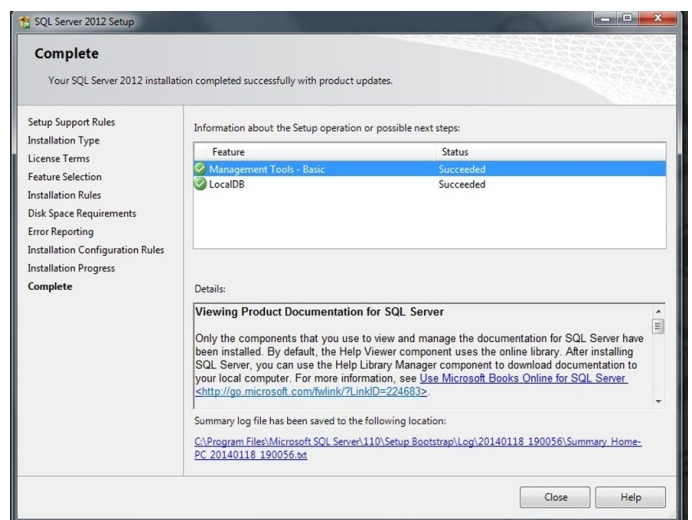 SQL Server 2012 Setup
Complete
Your SQL Server 2012 installation completed successfully with product updates.
Setup Support Rules
Installation Type
License Terms
Feature Selection
Installation Rules
Disk Space Requirements
Error Reporting
Installation Configuration Rules
Installation Progress
Complete
Information about the Setup operation or possible next steps:
Feature Status
Management Tools - Basic Succeeded
LocalDB Succeeded
Details:
Viewing Product Documentation for SQL Server
Only the components that you use to view and manage the documentation for SQL Server have
been installed. By default, the Help Viewer component uses the online library. After installing
SQL Server, you can use the Help Library Manager component to download documentation to
your local computer. For more information, see Use Microsoft Books Online for SQL Server
<http://go.microsoft.com/fwlink/?LinkID=224683>.
Summary log file has been saved to the following location:
C:\Program Files\Microsoft SQL Server\110\Setup Bootstrap\Log\20140118_190056\Summary_Home-
PC_20140118_190056.txt
Close Help